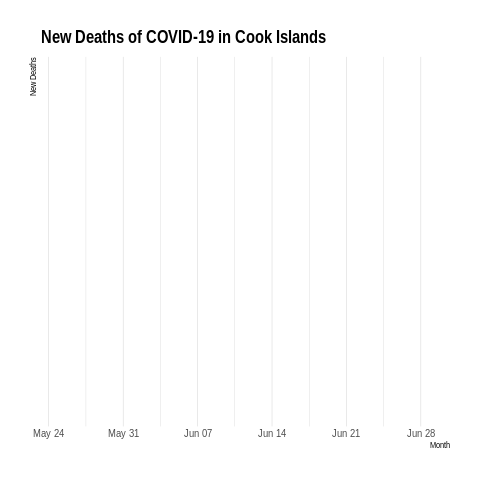 New Deaths of COVID-19 in Cook Islands
New Deaths
May 24 May 31 Jun 07 Jun 14 Jun 21 Jun 28
Month